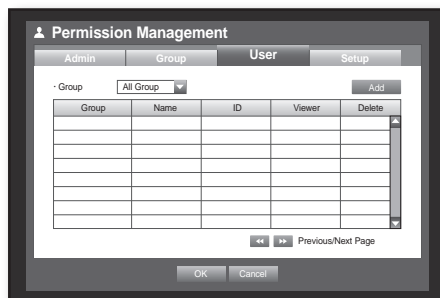 Permission Management
Admin Group User Setup
· Group All Group Add
Group Name ID Viewer Delete
Previous/Next Page
OK Cancel